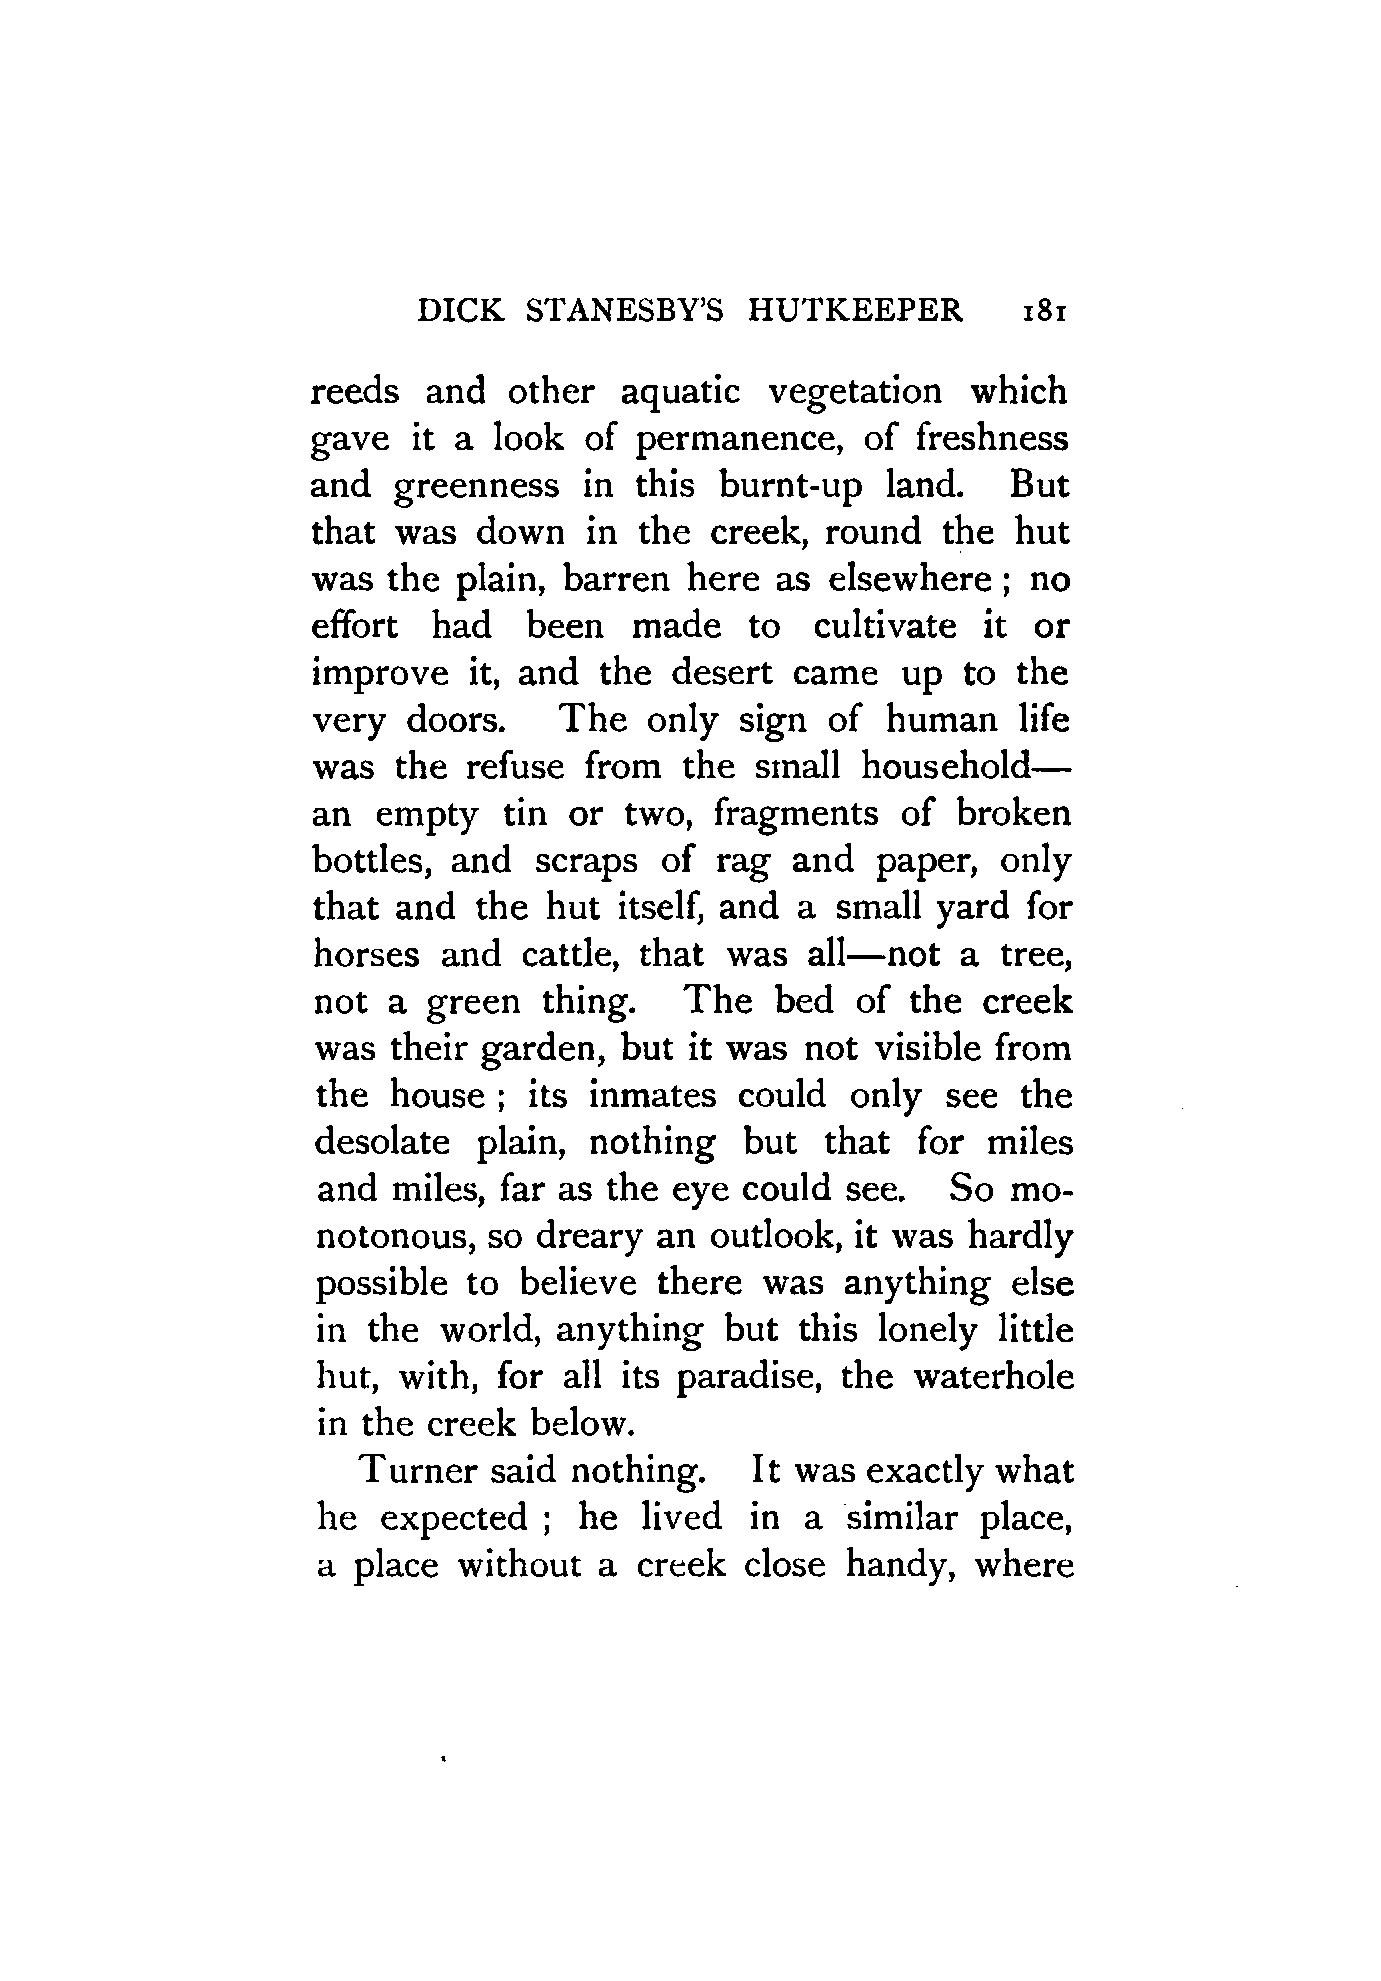 DICK STANESBY'S HUTKEEPER 181
reeds and other aquatic vegetation which
gave it a look of permanence, of freshness
and greenness in this burnt-up land. But
that was down in the creek, round the hut
was the plain, barren here as elsewhere ; no
effort had been made to cultivate it or
improve it, and the desert came up to the
very doors. The only sign of human life
was the refuse from the small household—
an empty tin or two, fragments of broken
bottles, and scraps of rag and paper, only
that and the hut itself, and a small yard for
horses and cattle, that was all—not a tree,
not a green thing. The bed of the creek
was their garden, but it was not visible from
the house ; its inmates could only see the
desolate plain, nothing but that for miles
and miles, far as the eye could see. So mo-
notonous, so dreary an outlook, it was hardly
possible to believe there was anything else
in the world, anything but this lonely little
hut, with, for all its paradise, the waterhole
in the creek below.
Turner said nothing. It was exactly what
he expected ; he lived in a similar place,
a place without a creek close handy, where